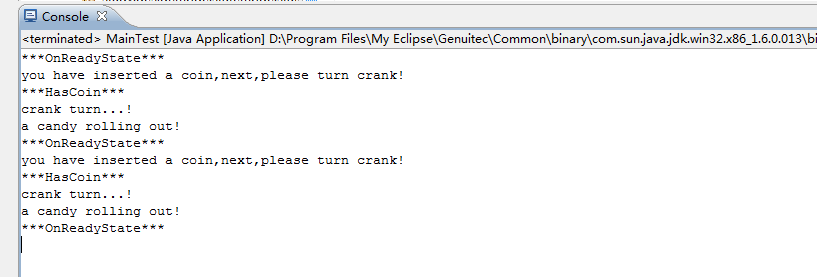 Console
<terminated> MainTest [Java Application] D:\Program Files\My Eclipse\Genuitec\Common\binary\com.sun.java.jdk.win32.x86_1.6.0.013\bi
***OnReadyState***
you have inserted a coin,next,please turn crank!
***HasCoin***
crank turn...!
a candy rolling out!
***OnReadyState***
you have inserted a coin,next,please turn crank!
***HasCoin***
crank turn...!
a candy rolling out!
***OnReadyState***